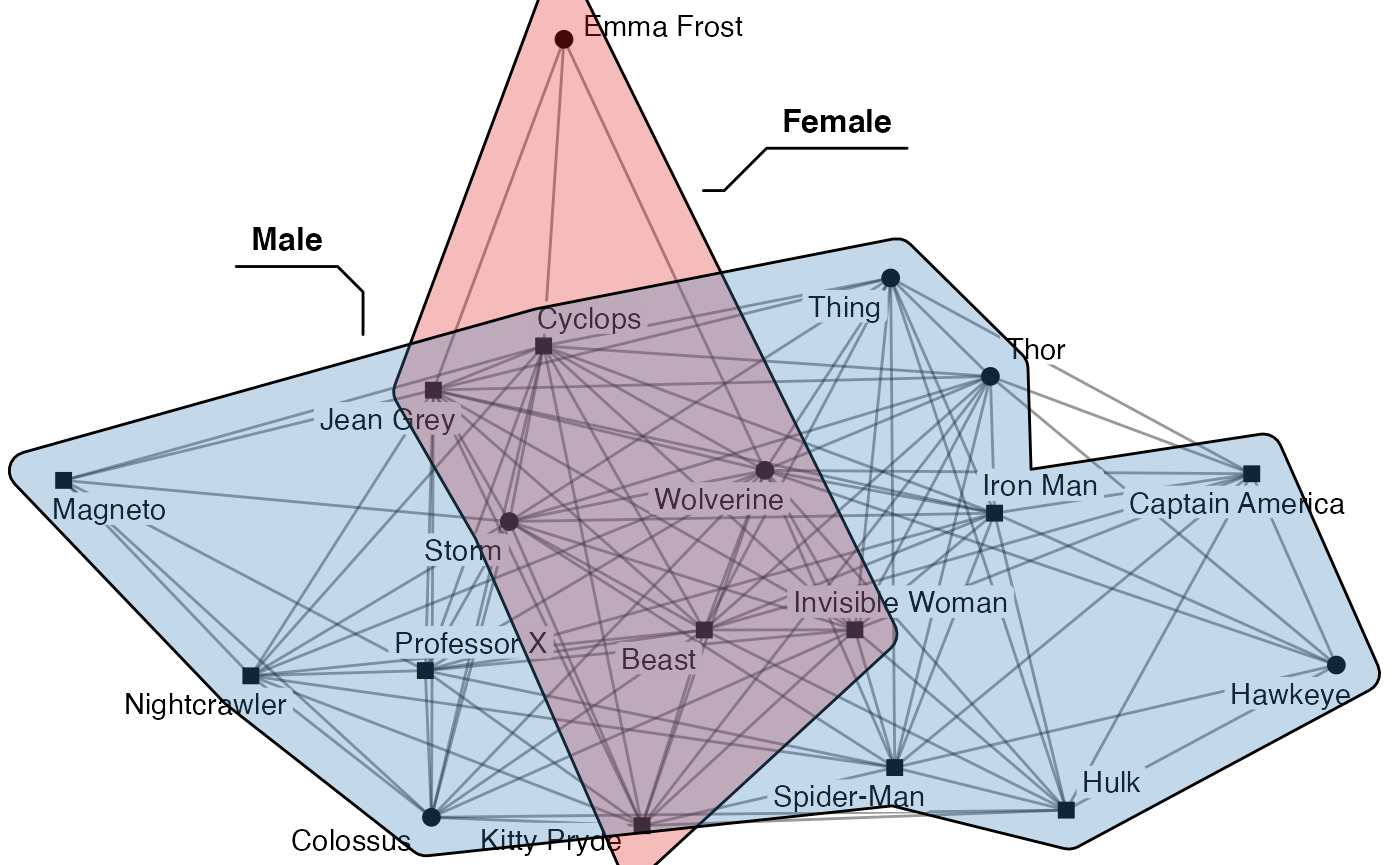 Emma Frost
Female
Male
Thing
Cyclops
Thor
Jean Grey
Iron Man
Wolverine
Captain America
Magneto
Storm
Invisible Woman
Professor X
Beast
Hawkeye
Nightcrawler
Hulk
Spider-Man
Colossus
Kitty Pryde